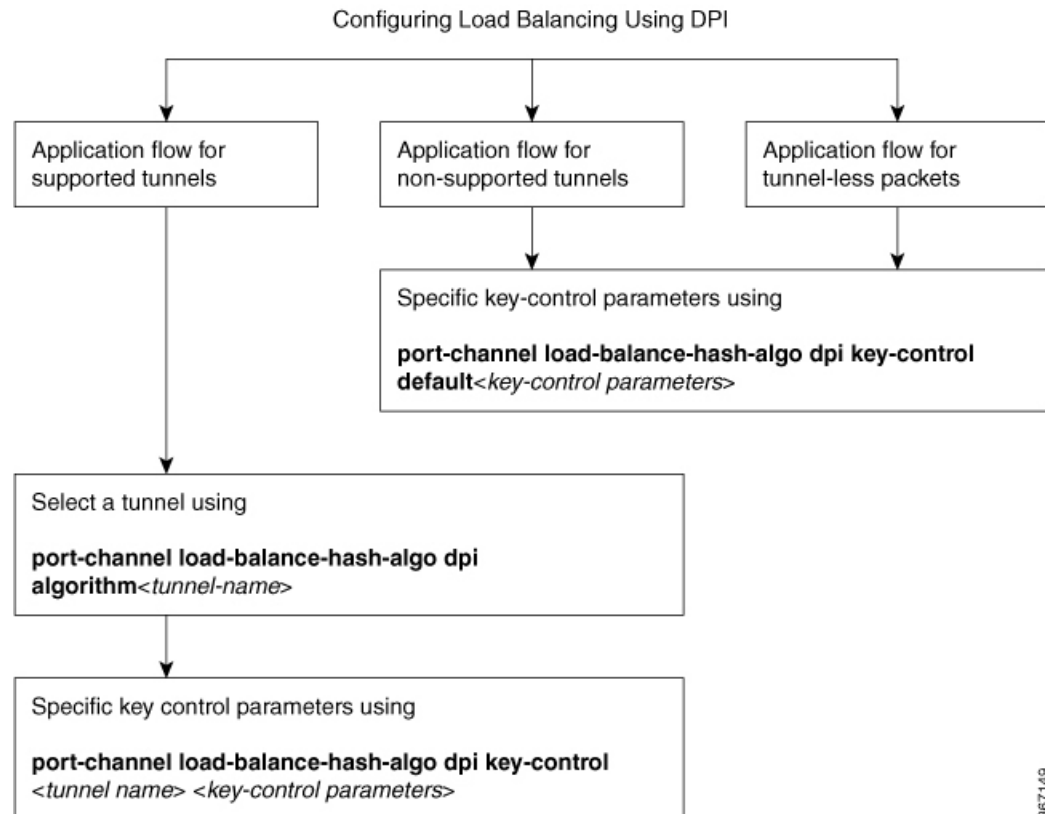 Configuring Load Balancing Using DPI
Application flow for
supported tunnels
Application flow for
non-supported tunnels
Application flow for
tunnel-less packets
Specific key-control parameters using
port-channel load-balance-hash-algo dpi key-control
default<key-control parameters>
Select a tunnel using
port-channel load-balance-hash-algo dpi
algorithm<tunnel-name>
Specific key control parameters using
port-channel load-balance-hash-algo dpi key-control
<tunnel name> <key-control parameters>